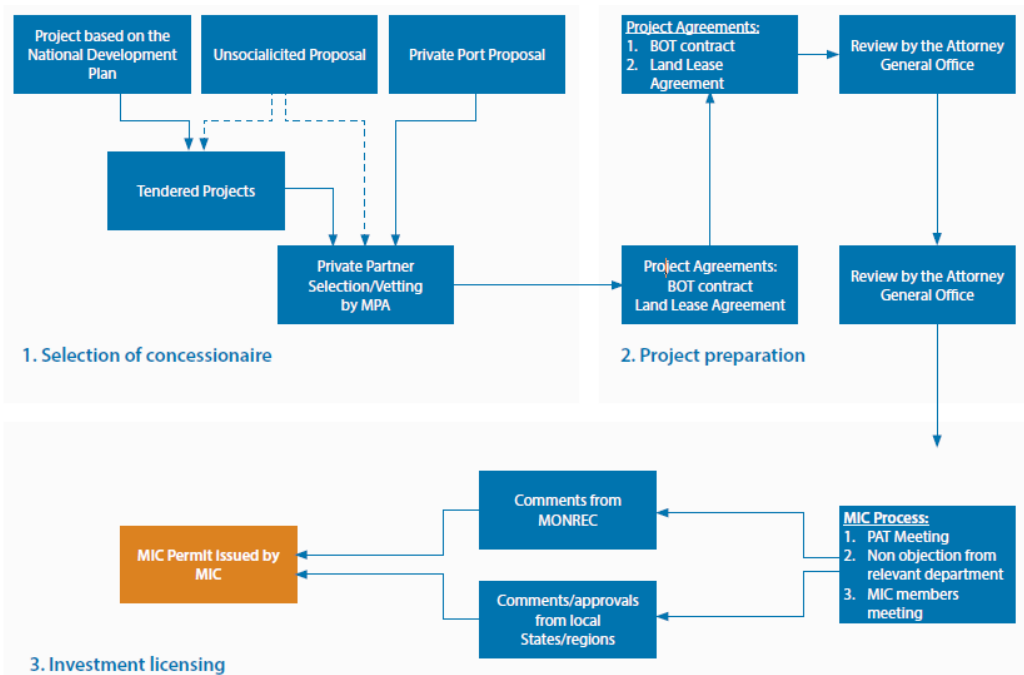 Project based on the
National Development
Plan
Unsocialicited Proposal
Private Port Proposal
Tendered Projects
Private Partner
Selection/Vetting
by MPA
1. Selection of concessionaire
Project Agreements:
1. BOT contract
2. Land Lease
Agreement
Review by the Attorney
General Office
Project Agreements:
BOT contract
Land Lease Agreement
Review by the Attorney
General Office
2. Project preparation
MIC Process:
1. PAT Meeting
2. Non objection from
relevant department
3. MIC members
meeting
Comments from
MONREC
Comments/approvals
from local
States/regions
MIC Permit issued by
MIC
3. Investment licensing